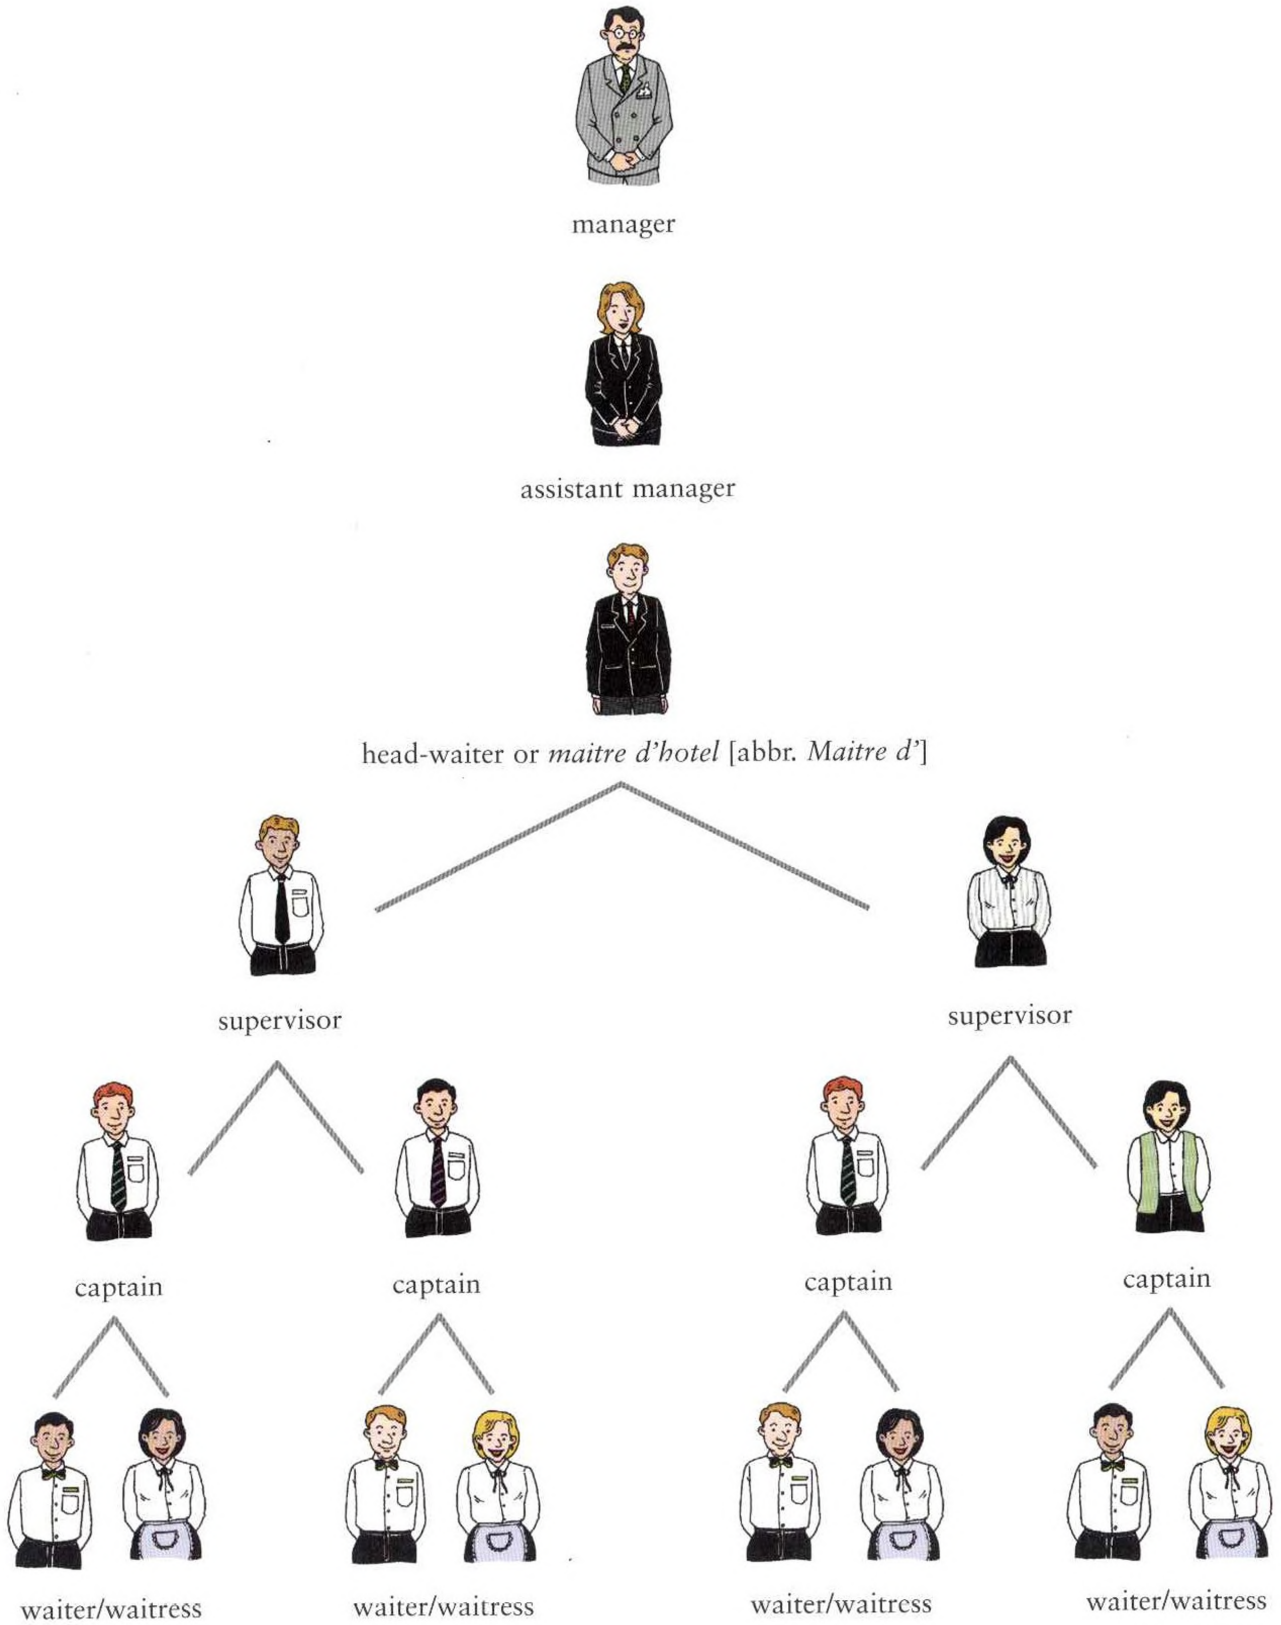 manager
assistant manager
head-waiter or maitre d'hotel [abbr. Maitre d']
supervisor
supervisor
captain
captain
captain
captain
waiter/waitress
waiter/waitress
waiter/waitress
waiter/waitress